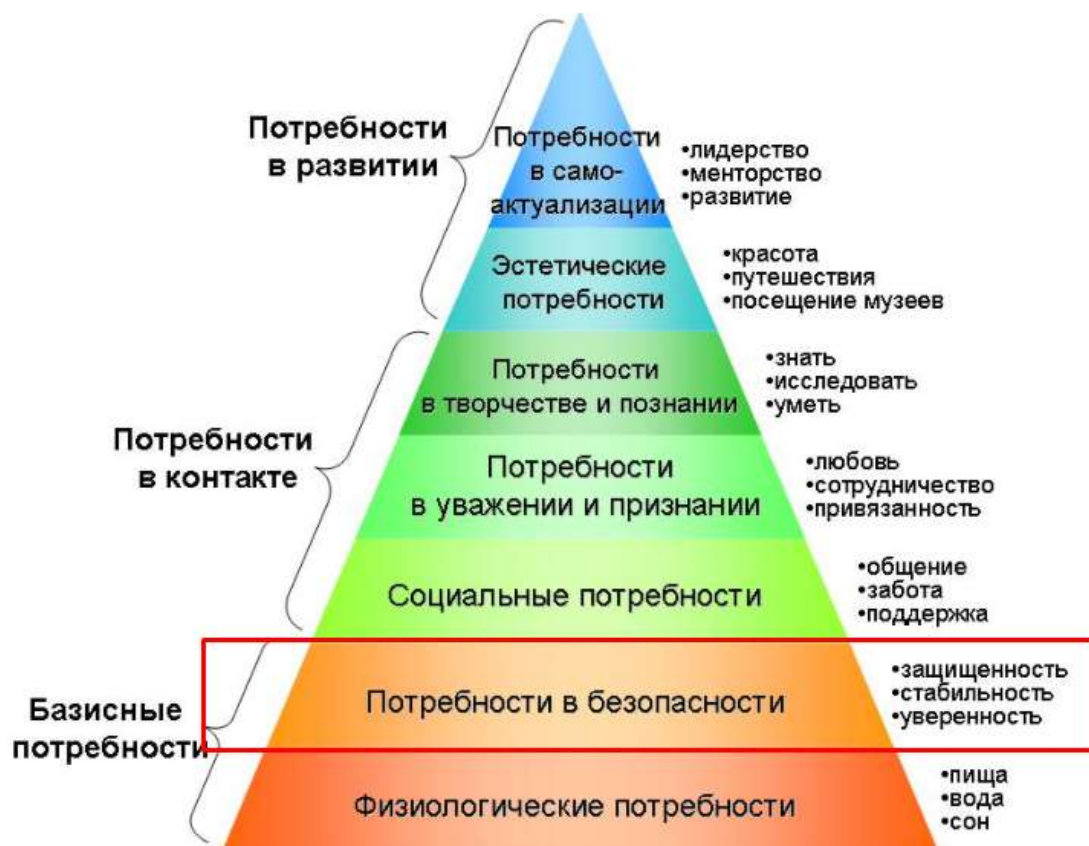 Потребности
в развитии
Потребности
в само-
актуализации
•лидерство
•менторство
•развитие
Эстетические
потребности
•красота
•путешествия
•посещение музеев
Потребности
в контакте
Потребности
в творчестве и познании
•знать
•исследовать
•уметь
Потребности
в уважении и признании
•любовь
•сотрудничество
•привязанность
Социальные потребности
•общение
•забота
•поддержка
Базисные
потребности
Потребности в безопасности
•защищенность
•стабильность
•уверенность
Физиологические потребности
•пища
•вода
•сон